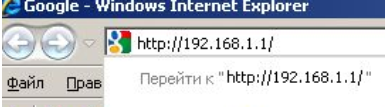 Google - Windows Internet Explorer
http://192.168.1.1/
Файл Прав
Перейти к "http://192.168.1.1/"